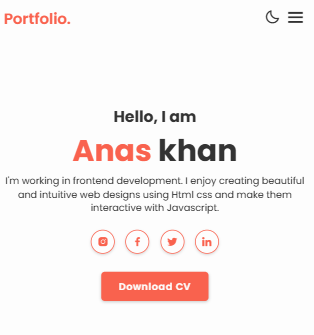 Portfolio.
Hello, I am
Anas khan
I'm working in frontend development. I enjoy creating beautiful
and intuitive web designs using Html css and make them
interactive with Javascript.
Download CV